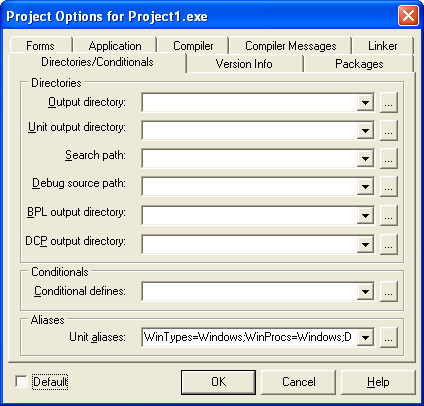 Project Options for Project1.exe
Forms Application Compiler Compiler Messages Linker
Directories/Conditionals Version Info Packages
Directories
Output directory:
...
Unit output directory:
...
Search path:
...
Debug source path:
...
BPL output directory:
...
DCP output directory:
...
Conditionals
Conditional defines:
...
Aliases
Unit aliases: WinTypes=Windows;WinProcs=Windows;D
...
Default OK Cancel Help